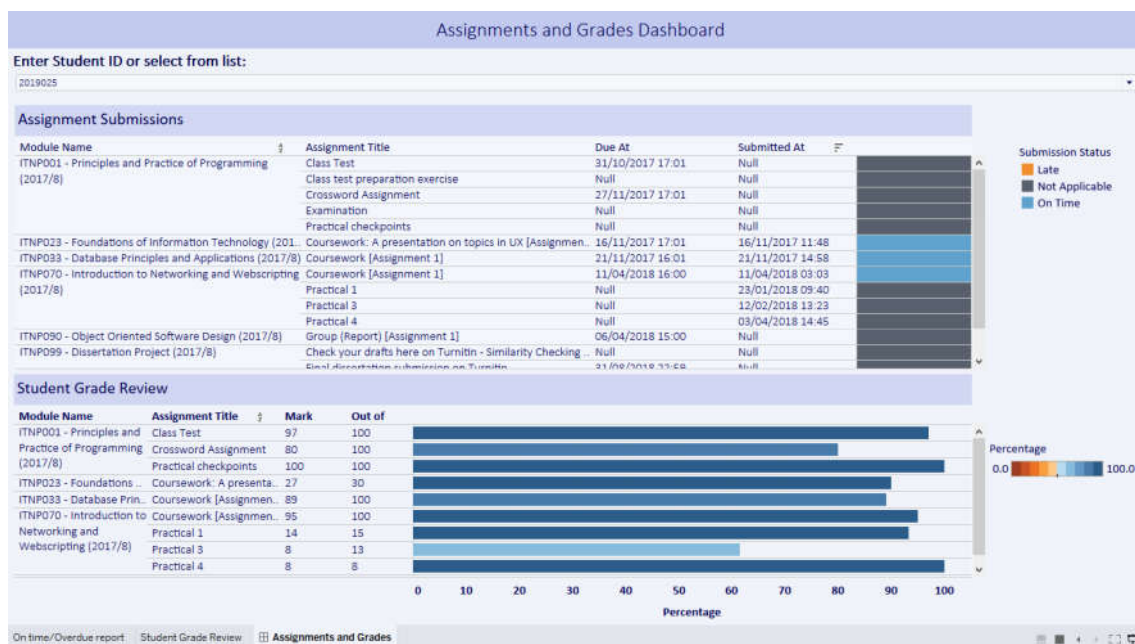 Assignments and Grades Dashboard
Enter Student ID or select from list:
2019025
Assignment Submissions
Module Name Assignment Title Due At Submitted At
ITNP001 - Principles and Practice of Programming Class Test 31/10/2017 17:01 Null
(2017/8) Class test preparation exercise Null Null
Crossword Assignment 27/11/2017 17:01 Null
Examination Null Null
Practical checkpoints Null Null
ITNP023 - Foundations of Information Technology (201.. Coursework: A presentation on topics in UX [Assignmen.. 16/11/2017 17:01 16/11/2017 11:48
ITNP033 - Database Principles and Applications (2017/8) Coursework [Assignment 1] 21/11/2017 16:01 21/11/2017 14:58
ITNP070 - Introduction to Networking and Webscripting Coursework [Assignment 1] 11/04/2018 16:00 11/04/2018 03:03
(2017/8) Practical 1 Null 23/01/2018 09:40
Practical 3 Null 12/02/2018 13:23
Practical 4 Null 03/04/2018 14:45
ITNP090 - Object Oriented Software Design (2017/8) Group (Report) [Assignment 1] 06/04/2018 15:00 Null
ITNP099 - Dissertation Project (2017/8) Check your drafts here on Turnitin - Similarity Checking .. Null Null
Final dissertation submission on Turnitin 31/08/2018 22:59 Null
Submission Status
Late
Not Applicable
On Time
Student Grade Review
Module Name Assignment Title Mark Out of
ITNP001 - Principles and Class Test 97 100
Practice of Programming Crossword Assignment 80 100
(2017/8) Practical checkpoints 100 100
ITNP023 - Foundations .. Coursework: A presenta.. 27 30
ITNP033 - Database Prin.. Coursework [Assignmen.. 89 100
ITNP070 - Introduction to Coursework [Assignmen.. 95 100
Networking and Practical 1 14 15
Webscripting (2017/8) Practical 3 8 13
Practical 4 8 8
0 10 20 30 40 50 60 70 80 90 100
Percentage
Percentage
0.0 100.0
On time/Overdue report Student Grade Review Assignments and Grades